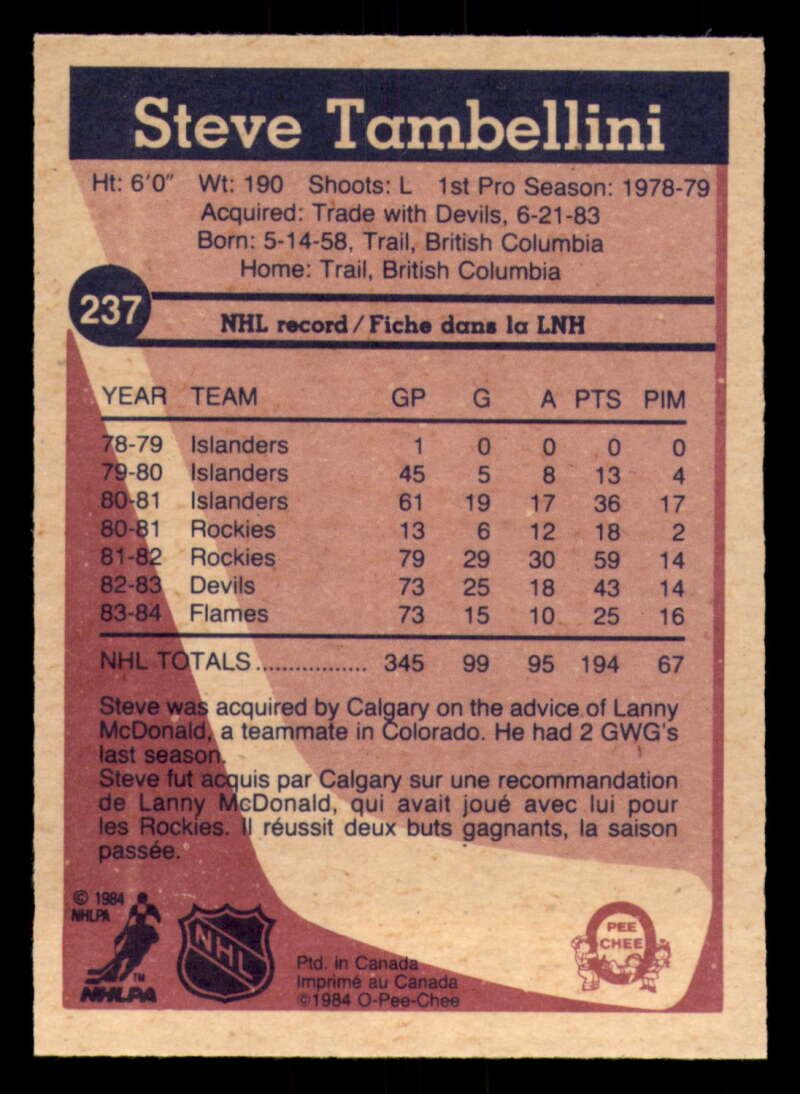 Steve Tambellini
Ht: 6'0" Wt: 190 Shoots: L 1st Pro Season: 1978-79
Acquired: Trade with Devils, 6-21-83
Born: 5-14-58, Trail, British Columbia
Home: Trail, British Columbia
237
NHL record / Fiche dans la LNH
YEAR TEAM GP G A PTS PIM
78-79 Islanders 1 0 0 0 0
79-80 Islanders 45 5 8 13 4
80-81 Islanders 61 19 17 36 17
80-81 Rockies 13 6 12 18 2
81-82 Rockies 79 29 30 59 14
82-83 Devils 73 25 18 43 14
83-84 Flames 73 15 10 25 16
NHL TOTALS................. 345 99 95 194 67
Steve was acquired by Calgary on the advice of Lanny
McDonald, a teammate in Colorado. He had 2 GWG's
last season.
Steve fut acquis par Calgary sur une recommandation
de Lanny McDonald, qui avait joué avec lui pour
les Rockies. Il réussit deux buts gagnants, la saison
passée.
© 1984
NHLPA
TM
NHLPA
NHL
Ptd. in Canada
Imprimé au Canada
©1984 O-Pee-Chee
PEE
CHEE